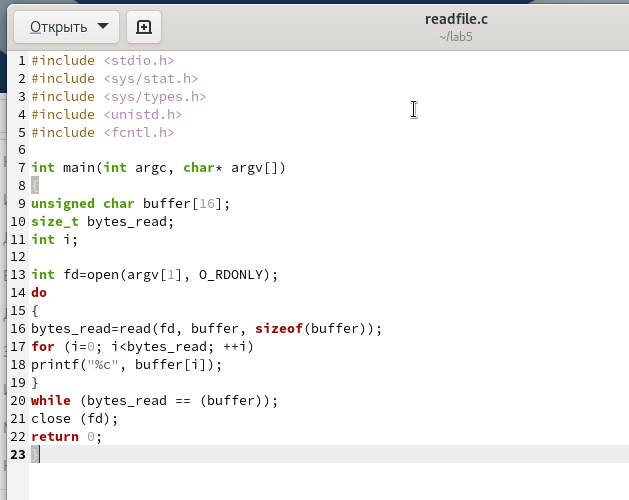 Открыть
readfile.c
~/lab5
1 #include <stdio.h>
2 #include <sys/stat.h>
3 #include <sys/types.h>
4 #include <unistd.h>
5 #include <fcntl.h>
6
7 int main(int argc, char* argv[])
8 {
9 unsigned char buffer[16];
10 size_t bytes_read;
11 int i;
12
13 int fd=open(argv[1], O_RDONLY);
14 do
15 {
16 bytes_read=read(fd, buffer, sizeof(buffer));
17 for (i=0; i<bytes_read; ++i)
18 printf("%c", buffer[i]);
19 }
20 while (bytes_read == (buffer));
21 close (fd);
22 return 0;
23 }